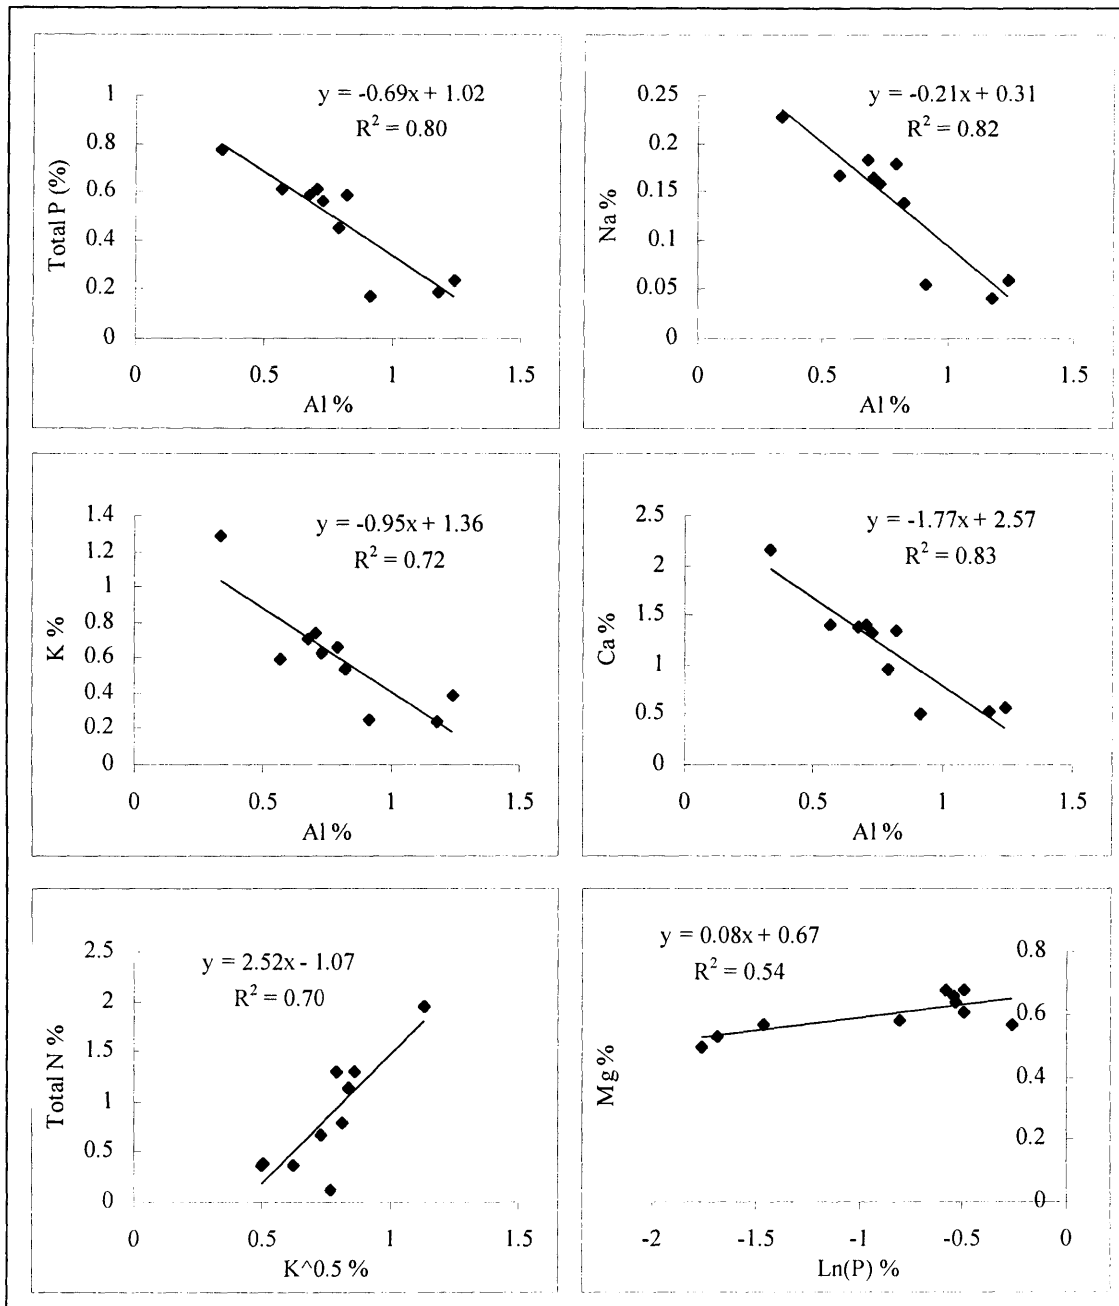 y = -0.69x + 1.02
R² = 0.80
Total P (%)
1
0.8
0.6
0.4
0.2
0
0 0.5 1 1.5
Al %
y = -0.21x + 0.31
R² = 0.82
Na %
0.25
0.2
0.15
0.1
0.05
0
0 0.5 1 1.5
Al %
y = -0.95x + 1.36
R² = 0.72
K %
1.4
1.2
1
0.8
0.6
0.4
0.2
0
0 0.5 1 1.5
Al %
y = -1.77x + 2.57
R² = 0.83
Ca %
2.5
2
1.5
1
0.5
0
0 0.5 1 1.5
Al %
y = 2.52x - 1.07
R² = 0.70
Total N %
2.5
2
1.5
1
0.5
0
0 0.5 1 1.5
K^0.5 %
y = 0.08x + 0.67
R² = 0.54
Mg %
0.8
0.6
0.4
0.2
0
-2 -1.5 -1 -0.5 0
Ln(P) %